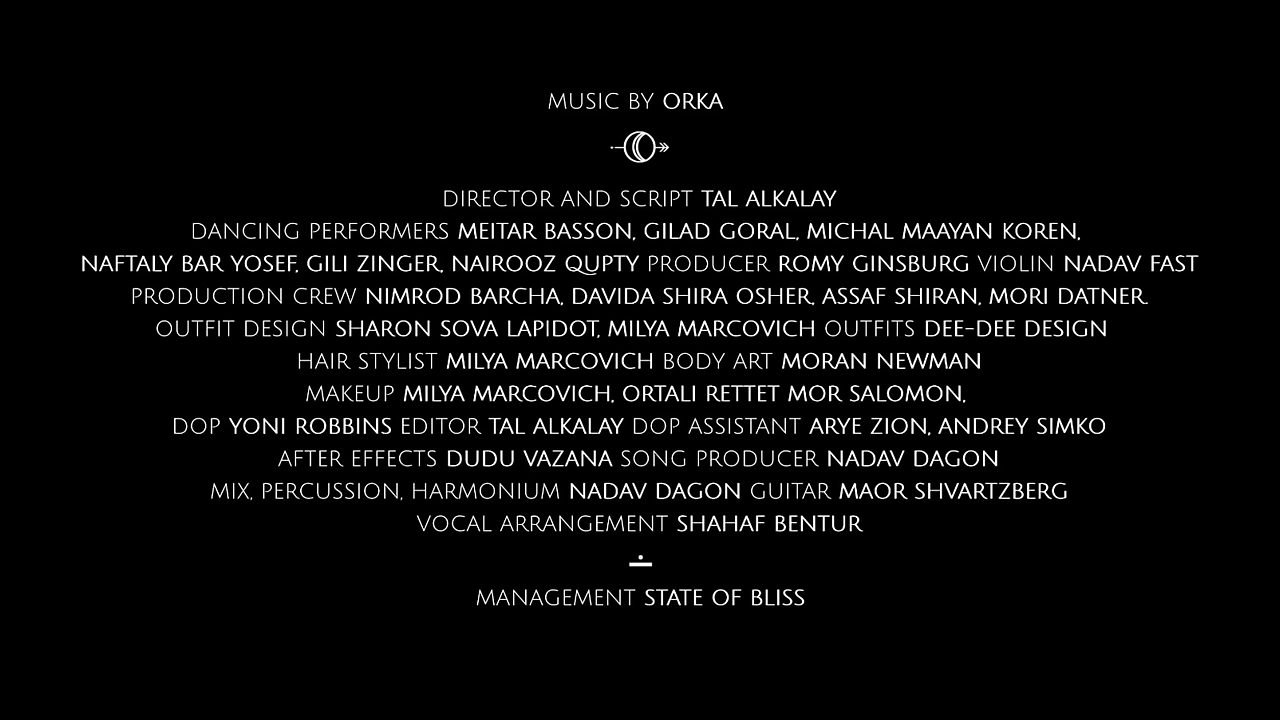 MUSIC BY ORKA
DIRECTOR AND SCRIPT TAL ALKALAY
DANCING PERFORMERS MEITAR BASSON, GILAD GORAL, MICHAL MAAYAN KOREN,
NAFTALY BAR YOSEF, GILI ZINGER, NAIROOZ QUPTY PRODUCER ROMY GINSBURG VIOLIN NADAV FAST
PRODUCTION CREW NIMROD BARCHA, DAVIDA SHIRA OSHER, ASSAF SHIRAN, MORI DATNER
OUTFIT DESIGN SHARON SOVA LAPIDOT, MILYA MARCOVICH OUTFITS DEE-DEE DESIGN
HAIR STYLIST MILYA MARCOVICH BODY ART MORAN NEWMAN
MAKEUP MILYA MARCOVICH, ORTALI RETTET MOR SALOMON,
DOP YONI ROBBINS EDITOR TAL ALKALAY DOP ASSISTANT ARYE ZION, ANDREY SIMKO
AFTER EFFECTS DUDU VAZANA SONG PRODUCER NADAV DAGON
MIX, PERCUSSION, HARMONIUM NADAV DAGON GUITAR MAOR SHVARTZBERG
VOCAL ARRANGEMENT SHAHAF BENTUR
MANAGEMENT STATE OF BLISS